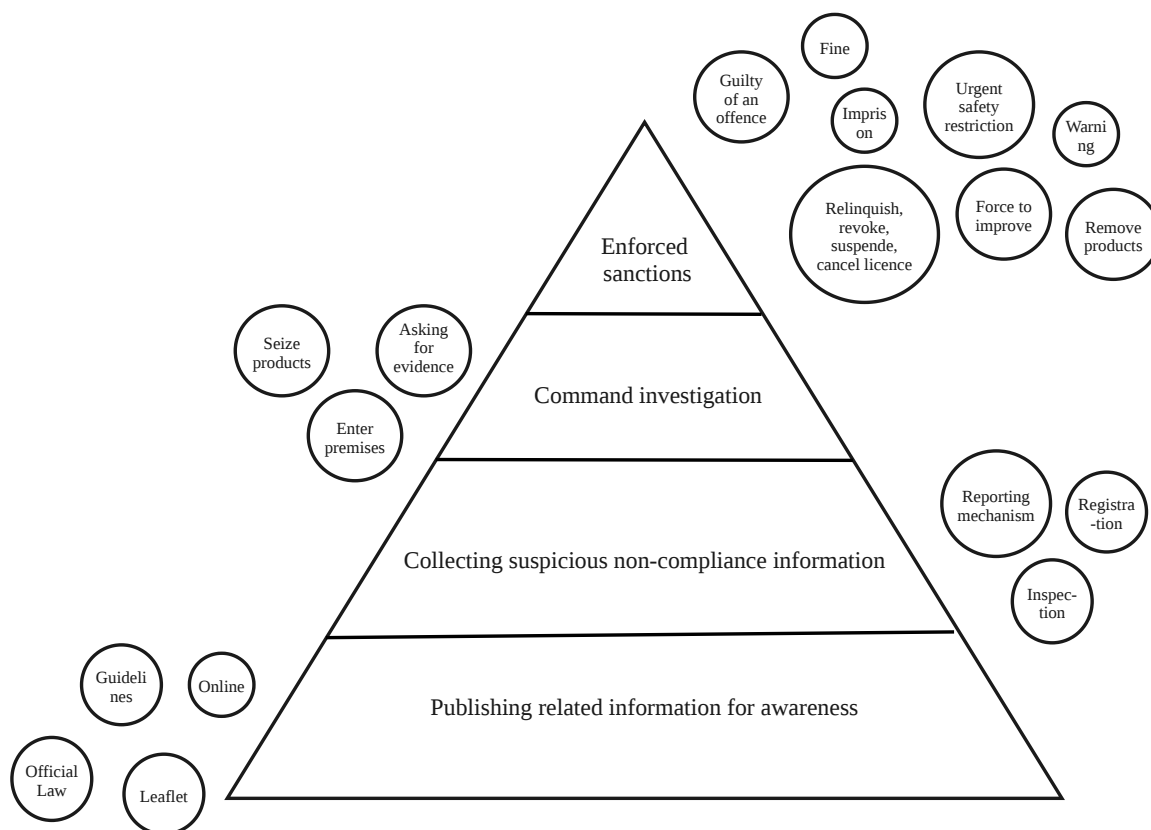 Fine
Guilty
of an
offence
Urgent
safety
restriction
Impris
on
Warni
ng
Relinquish,
revoke,
suspende,
cancel licence
Force to
improve
Remove
products
Enforced
sanctions
Seize
products
Asking
for
evidence
Enter
premises
Command investigation
Reporting
mechanism
Registra
-tion
Inspec-
tion
Collecting suspicious non-compliance information
Guideli
nes
Online
Official
Law
Leaflet
Publishing related information for awareness